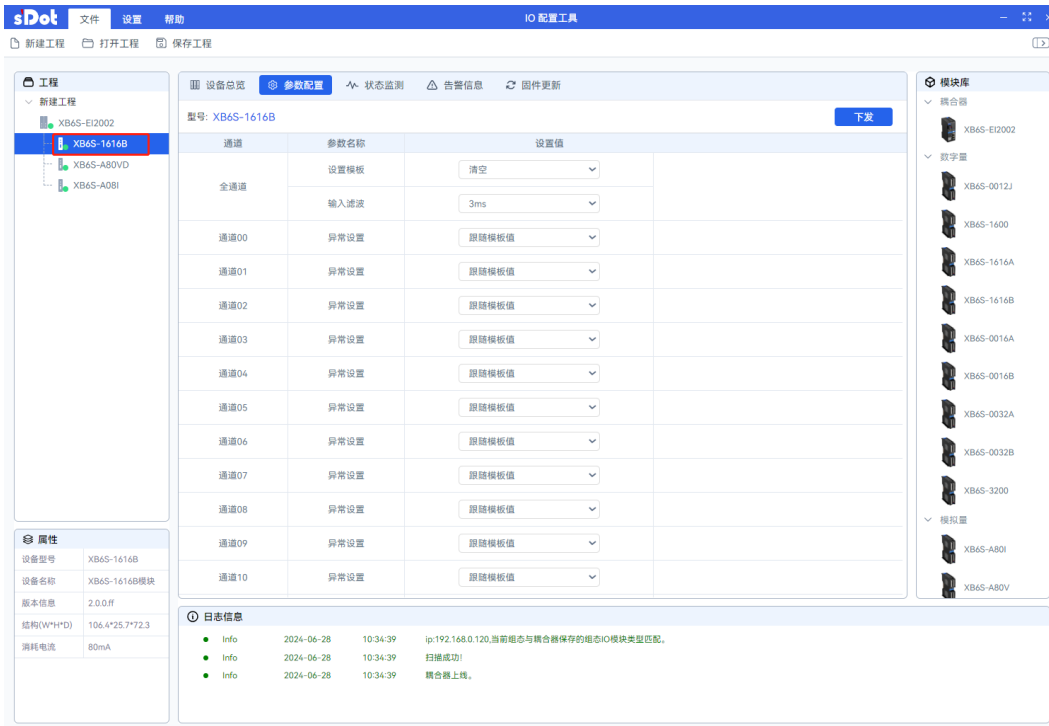 sDot 文件 设置 帮助 IO 配置工具
新建工程 打开工程 保存工程
工程
新建工程
XB6S-EI2002
XB6S-1616B
XB6S-A80VD
XB6S-A08I
设备总览 参数配置 状态监测 告警信息 固件更新
型号: XB6S-1616B 下发
通道 参数名称 设置值
全通道 设置模板 清空
输入滤波 3ms
通道00 异常设置 跟随模板值
通道01 异常设置 跟随模板值
通道02 异常设置 跟随模板值
通道03 异常设置 跟随模板值
通道04 异常设置 跟随模板值
通道05 异常设置 跟随模板值
通道06 异常设置 跟随模板值
通道07 异常设置 跟随模板值
通道08 异常设置 跟随模板值
通道09 异常设置 跟随模板值
通道10 异常设置 跟随模板值
模块库
耦合器
XB6S-EI2002
数字量
XB6S-0012J
XB6S-1600
XB6S-1616A
XB6S-1616B
XB6S-0016A
XB6S-0016B
XB6S-0032A
XB6S-0032B
XB6S-3200
模拟量
XB6S-A80I
XB6S-A80V
属性
设备型号 XB6S-1616B
设备名称 XB6S-1616B模块
版本信息 2.0.0.ff
结构(W*H*D) 106.4*25.7*72.3
消耗电流 80mA
日志信息
Info 2024-06-28 10:34:39 ip:192.168.0.120,当前组态与耦合器保存的组态IO模块类型匹配。
Info 2024-06-28 10:34:39 扫描成功!
Info 2024-06-28 10:34:39 耦合器上线。